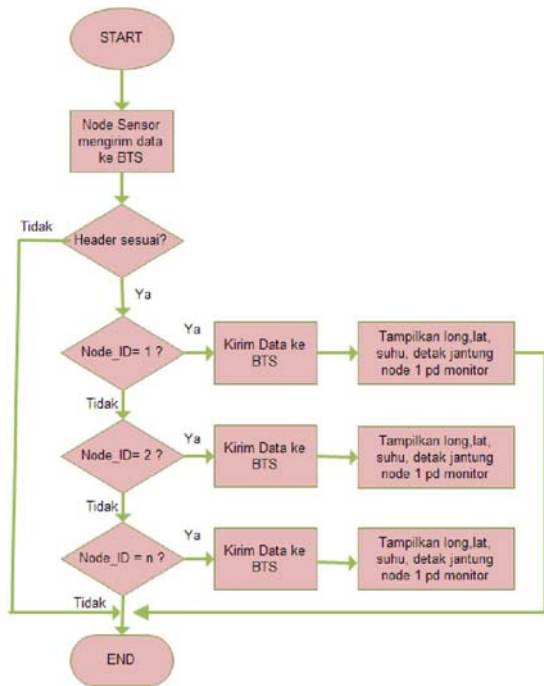 START
Node Sensor
mengirim data
ke BTS
Tidak
Header sesuai?
Ya
Node_ID= 1 ?
Ya
Kirim Data ke
BTS
Tampilkan long,lat,
suhu, detak jantung
node 1 pd monitor
Tidak
Node_ID= 2 ?
Ya
Kirim Data ke
BTS
Tampilkan long,lat,
suhu, detak jantung
node 1 pd monitor
Tidak
Node_ID = n ?
Ya
Kirim Data ke
BTS
Tampilkan long,lat,
suhu, detak jantung
node 1 pd monitor
Tidak
END